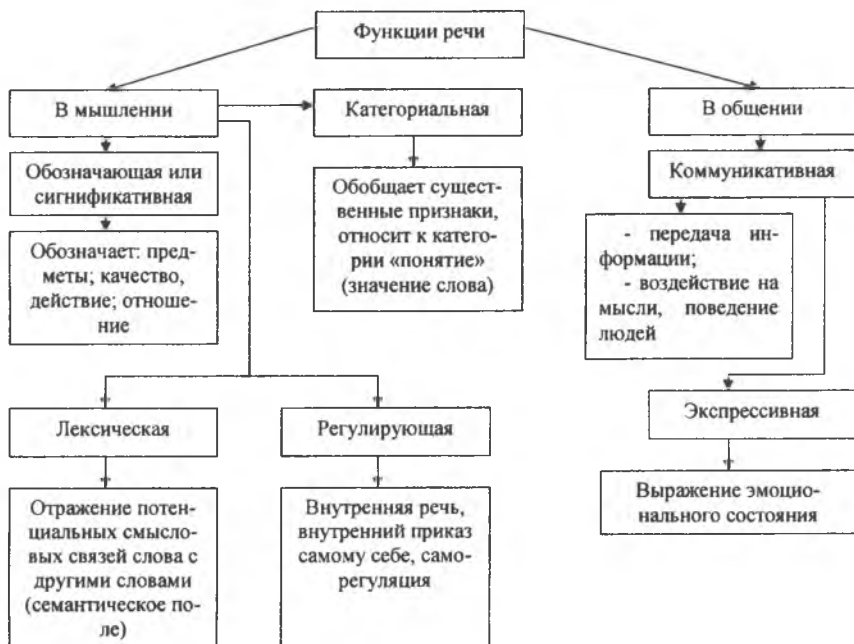 Функции речи
В мышлении
Категориальная
В общении
Обозначающая или
сигнификативная
Коммуникативная
Обобщает сущест-
венные признаки,
относит к катего-
рии «понятие»
(значение слова)
Обозначает: пред-
меты; качество,
действие; отноше-
ние
- передача ин-
формации;
- воздействие на
мысли, поведение
людей
Лексическая
Регулирующая
Экспрессивная
Отражение потен-
циальных смысло-
вых связей слова с
другими словами
(семантическое по-
ле)
Внутренняя речь,
внутренний приказ
самому себе, само-
регуляция
Выражение эмоцио-
нального состояния